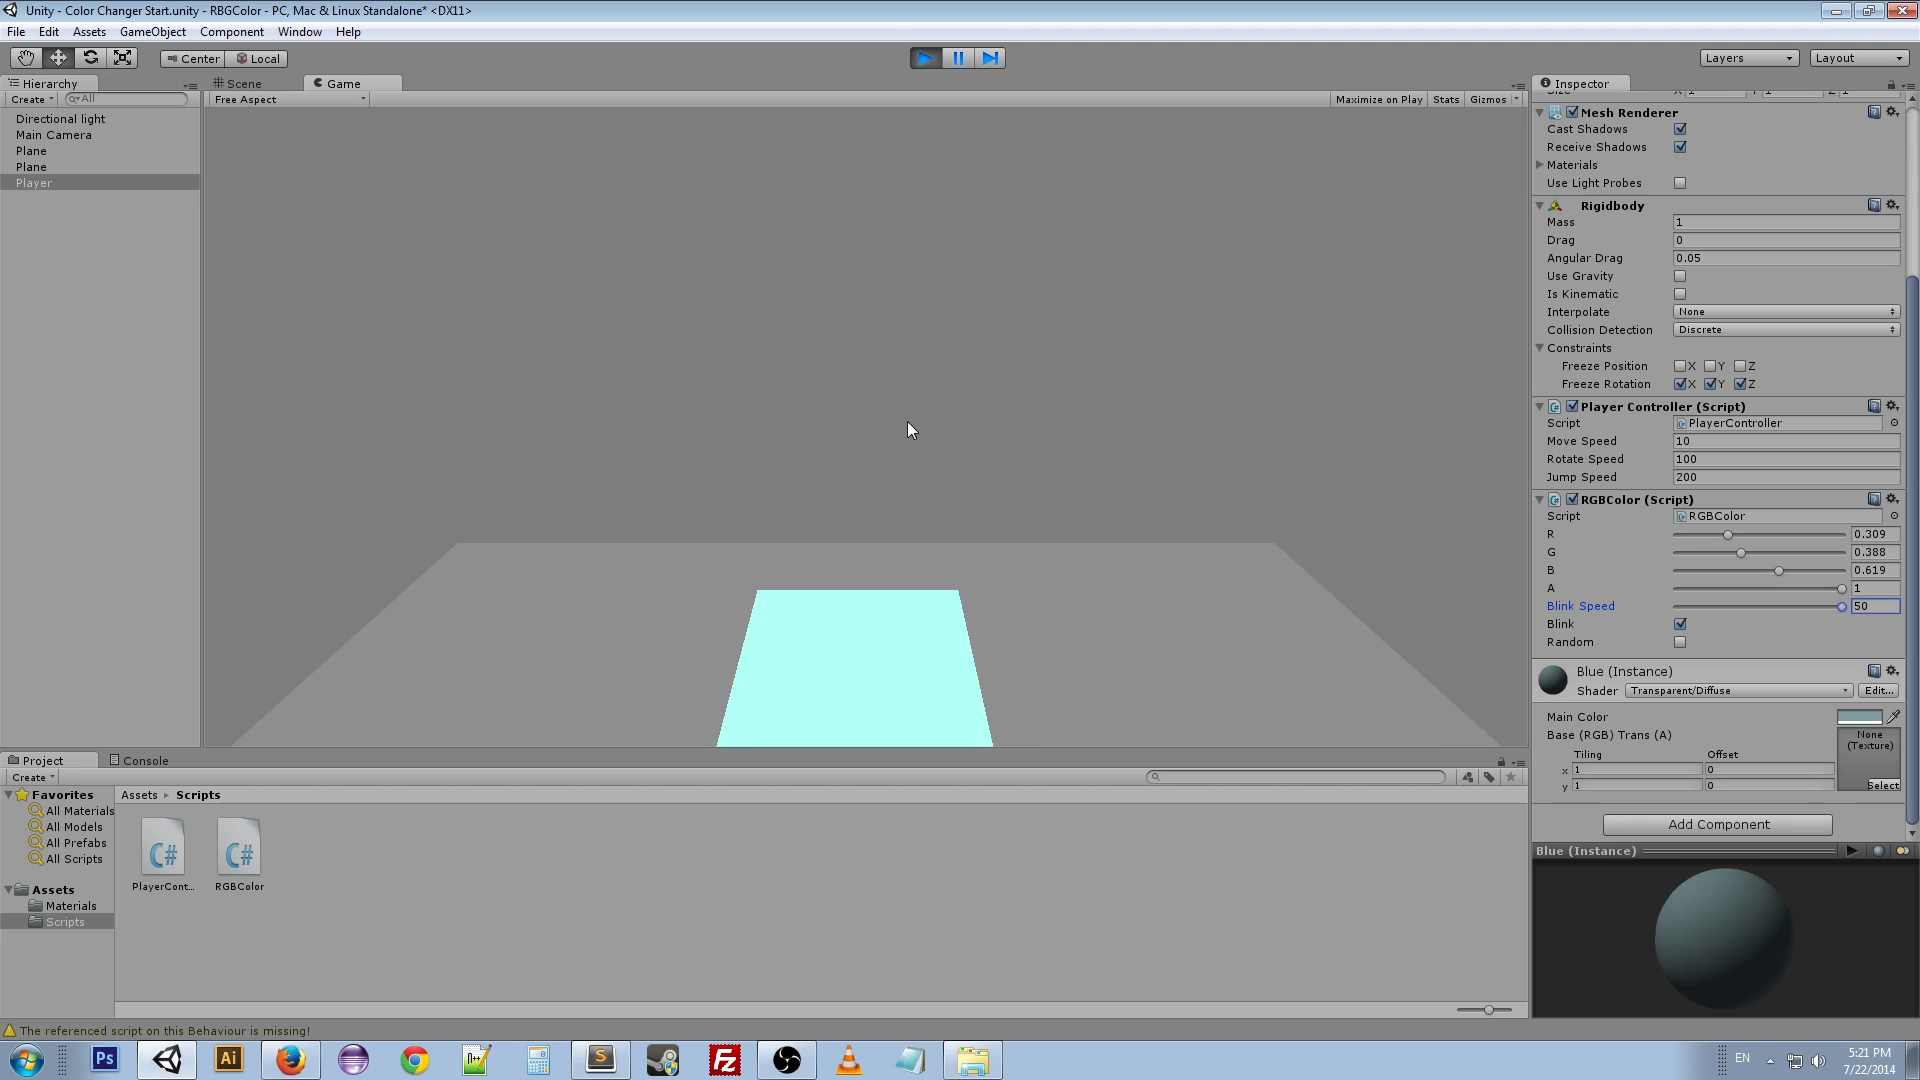 Unity - Color Changer Start.unity - RBGColor - PC, Mac & Linux Standalone* <DX11>
File Edit Assets GameObject Component Window Help
Center Local Layers Layout
Hierarchy
Create All
Directional light
Main Camera
Plane
Plane
Player
Scene Game
Free Aspect Maximize on Play Stats Gizmos
Inspector
Mesh Renderer
Cast Shadows
Receive Shadows
Materials
Use Light Probes
Rigidbody
Mass 1
Drag 0
Angular Drag 0.05
Use Gravity
Is Kinematic
Interpolate None
Collision Detection Discrete
Constraints
Freeze Position X Y Z
Freeze Rotation X Y Z
Player Controller (Script)
Script PlayerController
Move Speed 10
Rotate Speed 100
Jump Speed 200
RGBColor (Script)
Script RGBColor
R 0.309
G 0.388
B 0.619
A 1
Blink Speed 50
Blink
Random
Blue (Instance)
Shader Transparent/Diffuse Edit...
Main Color
Base (RGB) Trans (A) None
(Texture)
Tiling Offset
x 1 0
y 1 0 Select
Add Component
Blue (Instance)
Project Console
Create
Favorites
All Materials
All Models
All Prefabs
All Scripts
Assets
Materials
Scripts
Assets Scripts
C# C#
PlayerCont... RGBColor
The referenced script on this Behaviour is missing!
Ps Ai n++ S Fz
EN 5:21 PM
7/22/2014